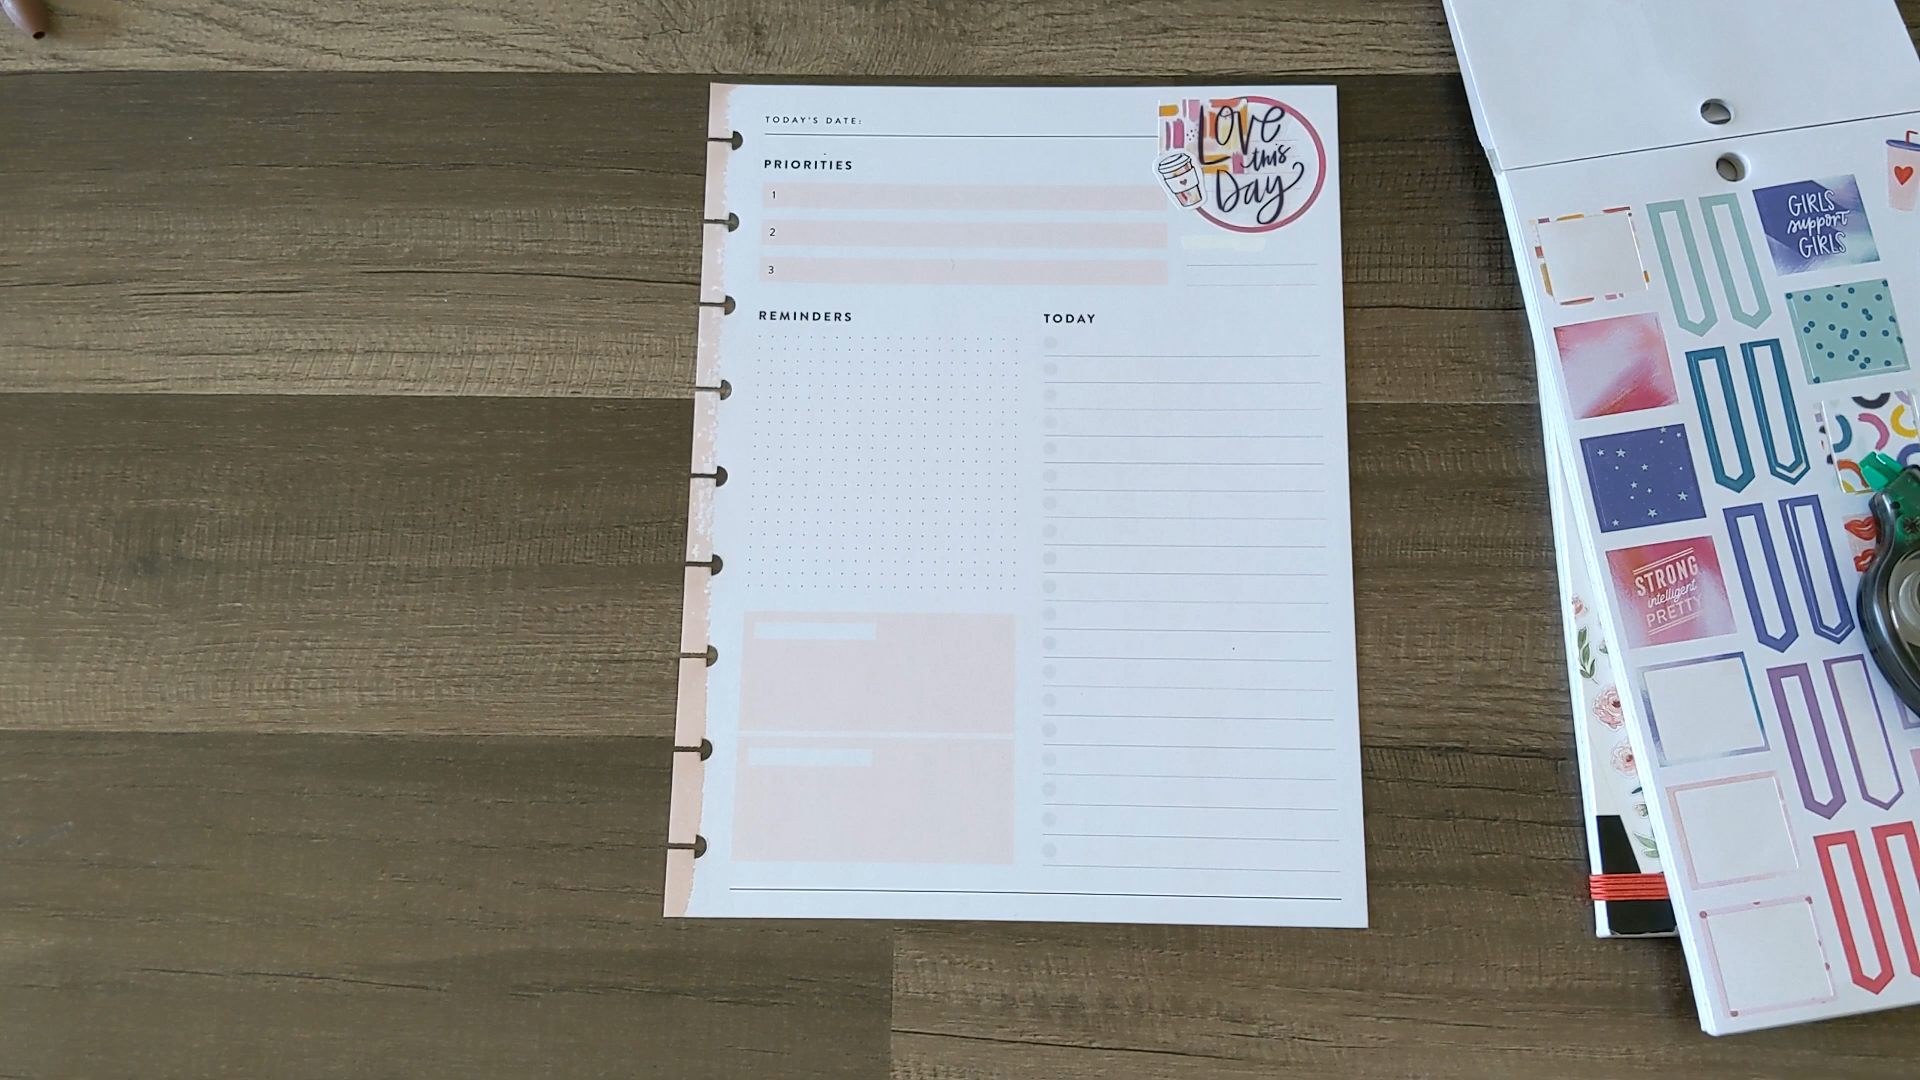 TODAY'S DATE:
LOVE
this
Day
PRIORITIES
1
2
3
REMINDERS
TODAY
GIRLS
support
GIRLS
STRONG
intelligent
PRETTY